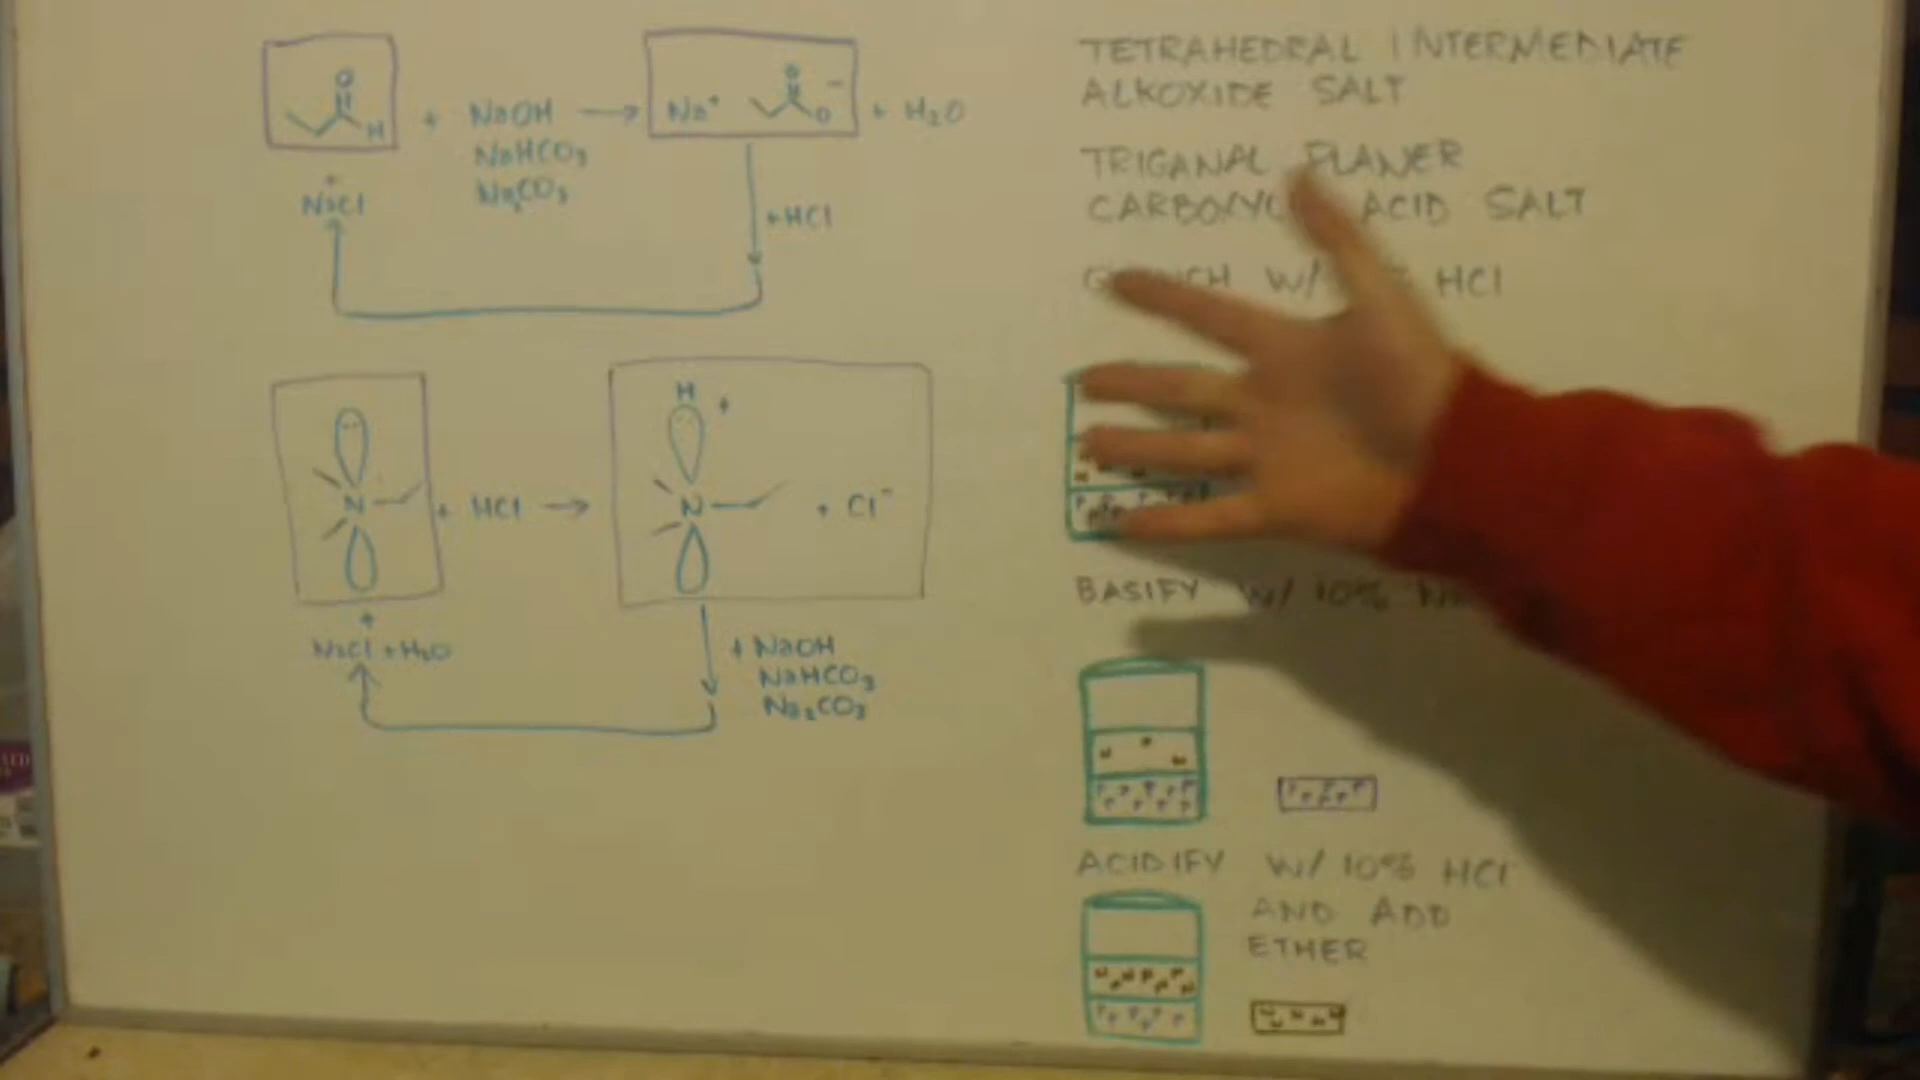 O
H
+ NaOH → Na⁺ O O⁻ + H₂O
NaHCO₃
Na₂CO₃
+
NaCl
+HCl
H
+
N + HCl → N + Cl⁻
+
NaCl + H₂O
+ NaOH
NaHCO₃
Na₂CO₃
TETRAHEDRAL INTERMEDIATE
ALKOXIDE SALT
TRIGANAL PLANER
ACID SALT
W/ HCl
BASIFY W/ 10%
ACIDIFY W/ 10% HCl
AND ADD
ETHER